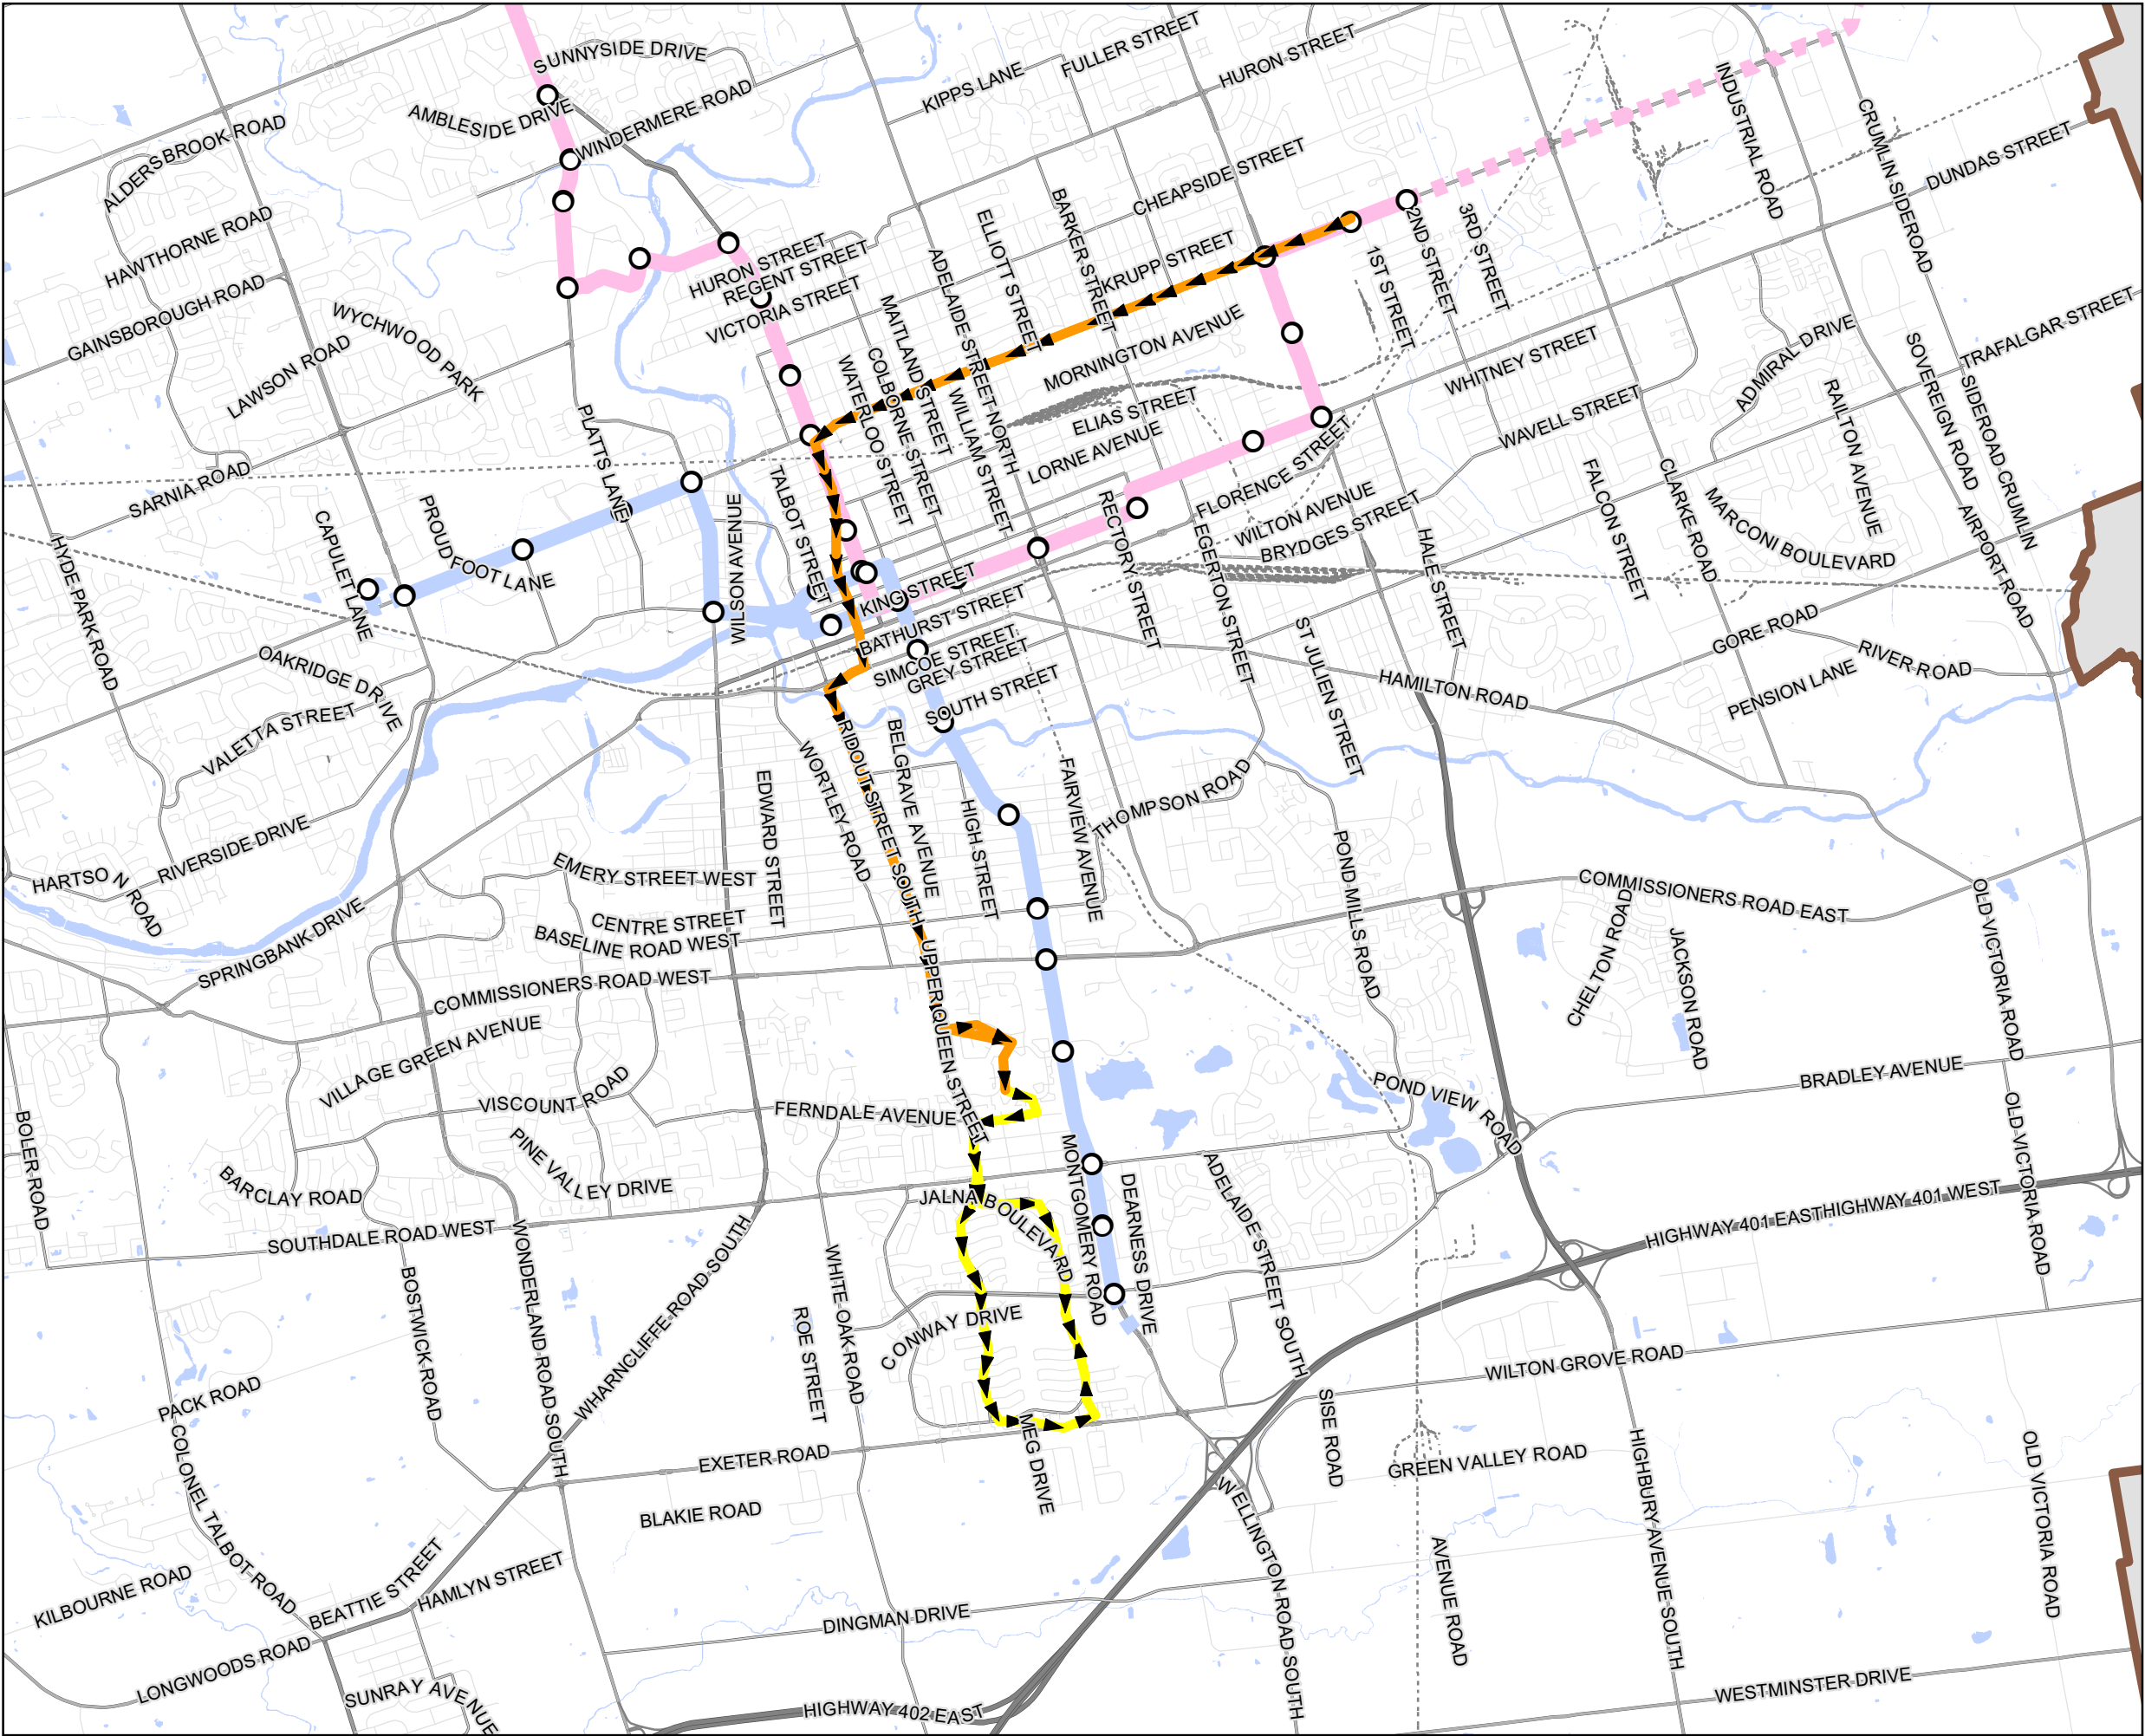 SUNNYSIDE DRIVE
FULLER STREET
HURON STREET
KIPPS LANE
AMBLESIDE DRIVE
WINDERMERE ROAD
INDUSTRIAL ROAD
CRUMLIN SIDEROAD
ALDERSBROOK ROAD
DUNDAS STREET
CHEAPSIDE STREET
BARKER STREET
HAWTHORNE ROAD
ELLIOTT STREET
2ND STREET
3RD STREET
HURON STREET
REGENT STREET
KRUPP STREET
1ST STREET
ADELAIDE STREET NORTH
GAINSBOROUGH ROAD
VICTORIA STREET
MAITLAND STREET
MORNINGTON AVENUE
TRAFALGAR STREET
WYCHWOOD PARK
LAWSON ROAD
COLBORNE STREET
WATERLOO STREET
WILLIAM STREET
WHITNEY STREET
ADMIRAL DRIVE
SOVEREIGN ROAD
SIDEROAD CRUMLIN
RAILTON AVENUE
PLATTS LANE
ELIAS STREET
LORNE AVENUE
WAVELL STREET
FLORENCE STREET
SARNIA ROAD
TALBOT STREET
WILSON AVENUE
RECTORY STREET
WILTON AVENUE
BRYDGES STREET
FALCON STREET
CLARKE ROAD
MARCONI BOULEVARD
AIRPORT ROAD
PROUDFOOT LANE
CAPULET LANE
HYDE PARK ROAD
EGERTON STREET
HALE STREET
KING STREET
BATHURST STREET
SIMCOE STREET
GREY STREET
SOUTH STREET
ST JULIEN STREET
GORE ROAD
RIVER ROAD
PENSION LANE
HAMILTON ROAD
OAKRIDGE DRIVE
VALETTA STREET
RIDOUT STREET SOUTH
BELGRAVE AVENUE
WORTLEY ROAD
EDWARD STREET
HIGH STREET
FAIRVIEW AVENUE
THOMPSON ROAD
POND MILLS ROAD
RIVERSIDE DRIVE
HARTSON ROAD
EMERY STREET WEST
CENTRE STREET
BASELINE ROAD WEST
SPRINGBANK DRIVE
COMMISSIONERS ROAD WEST
COMMISSIONERS ROAD EAST
CHELTON ROAD
JACKSON ROAD
OLD VICTORIA ROAD
UPPER QUEEN STREET
VILLAGE GREEN AVENUE
VISCOUNT ROAD
FERNDALE AVENUE
POND VIEW ROAD
BRADLEY AVENUE
OLD VICTORIA ROAD
BOLER ROAD
PINE VALLEY DRIVE
BARCLAY ROAD
JALNA BOULEVARD
MONTGOMERY ROAD
DEARNESS DRIVE
ADELAIDE STREET SOUTH
SOUTHDALE ROAD WEST
WONDERLAND ROAD SOUTH
WHARNCLIFFE ROAD SOUTH
HIGHWAY 401 EAST
HIGHWAY 401 WEST
BOSTWICK ROAD
WHITE OAK ROAD
ROE STREET
CONWAY DRIVE
WILTON GROVE ROAD
PACK ROAD
SISE ROAD
MEG DRIVE
EXETER ROAD
GREEN VALLEY ROAD
COLONEL TALBOT ROAD
HIGHBURY AVENUE SOUTH
OLD VICTORIA ROAD
BLAKIE ROAD
WELLINGTON ROAD SOUTH
AVENUE ROAD
KILBOURNE ROAD
BEATTIE STREET
HAMLYN STREET
DINGMAN DRIVE
LONGWOODS ROAD
SUNRAY AVENUE
HIGHWAY 402 EAST
WESTMINSTER DRIVE